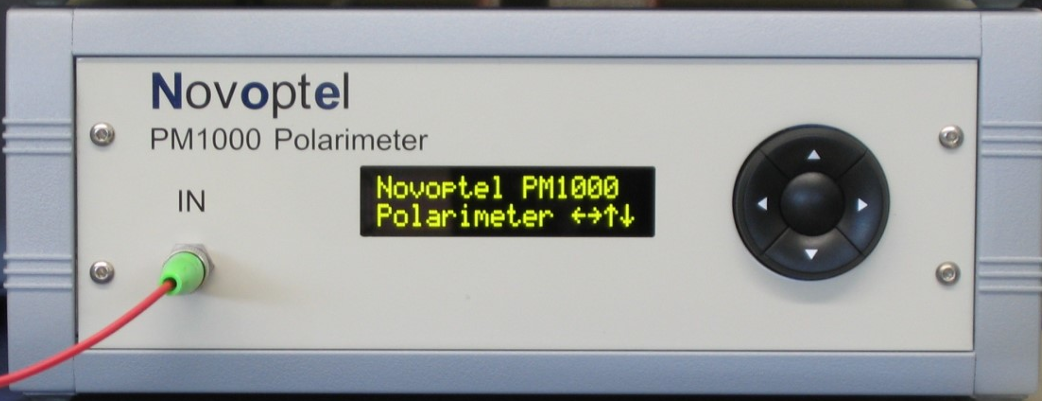 Novoptel
PM1000 Polarimeter
IN
Novoptel PM1000
Polarimeter ←→↑↓